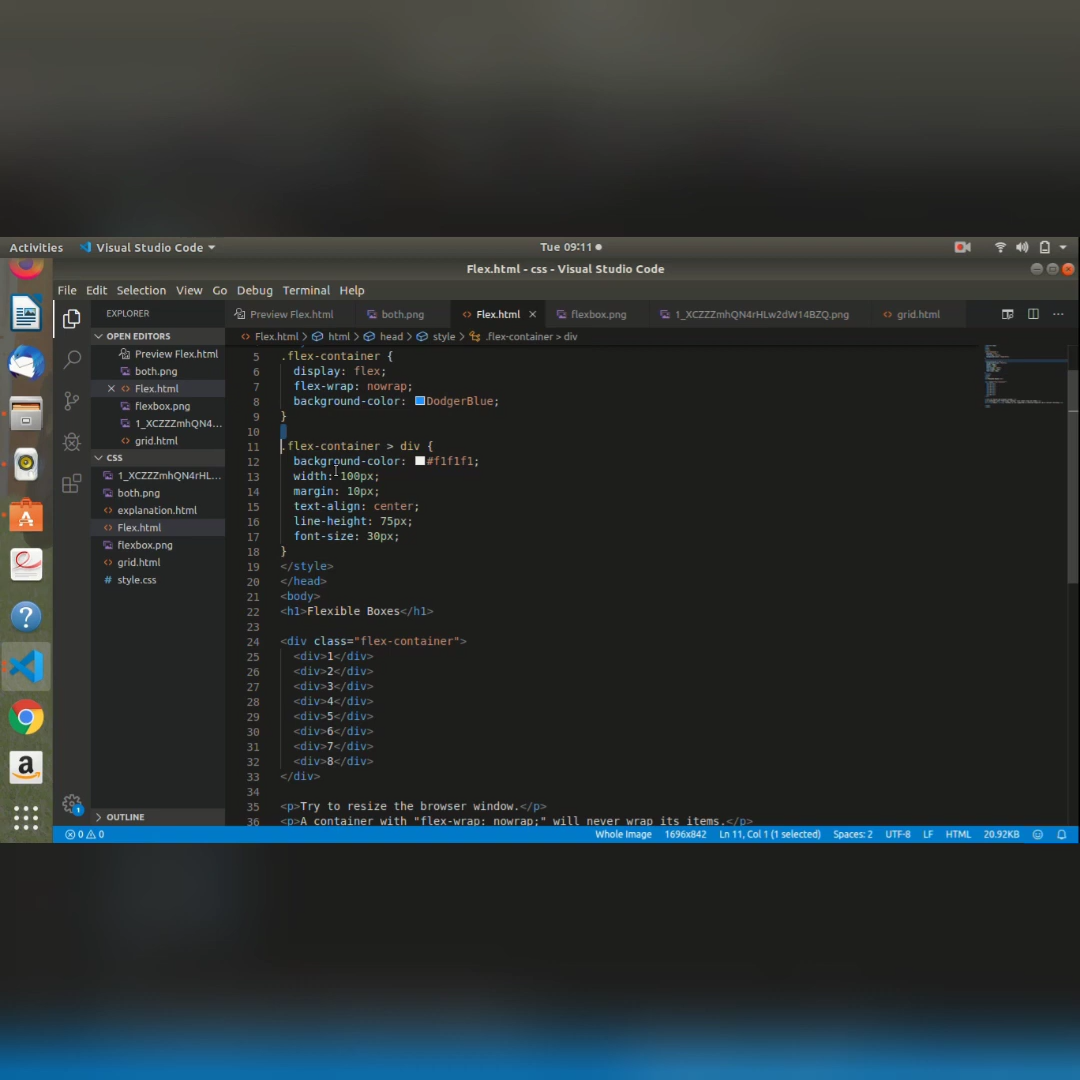 Activities Visual Studio Code Tue 09:11
Flex.html - css - Visual Studio Code
File Edit Selection View Go Debug Terminal Help
EXPLORER
OPEN EDITORS
Preview Flex.html
both.png
Flex.html
flexbox.png
1_XCZZZmhQN4...
grid.html
CSS
1_XCZZZmhQN4rHL...
both.png
explanation.html
Flex.html
flexbox.png
grid.html
style.css
OUTLINE
Preview Flex.html both.png Flex.html flexbox.png 1_XCZZZmhQN4rHLw2dW14BZQ.png grid.html
Flex.html > html > head > style > .flex-container > div
5 .flex-container {
6 display: flex;
7 flex-wrap: nowrap;
8 background-color: DodgerBlue;
9 }
10
11 .flex-container > div {
12 background-color: #f1f1f1;
13 width: 100px;
14 margin: 10px;
15 text-align: center;
16 line-height: 75px;
17 font-size: 30px;
18 }
19 </style>
20 </head>
21 <body>
22 <h1>Flexible Boxes</h1>
23
24 <div class="flex-container">
25 <div>1</div>
26 <div>2</div>
27 <div>3</div>
28 <div>4</div>
29 <div>5</div>
30 <div>6</div>
31 <div>7</div>
32 <div>8</div>
33 </div>
34
35 <p>Try to resize the browser window.</p>
36 <p>A container with "flex-wrap: nowrap;" will never wrap its items.</p>
0 0 Whole Image 1696x842 Ln 11, Col 1 (1 selected) Spaces: 2 UTF-8 LF HTML 20.92KB
1
A
?
a